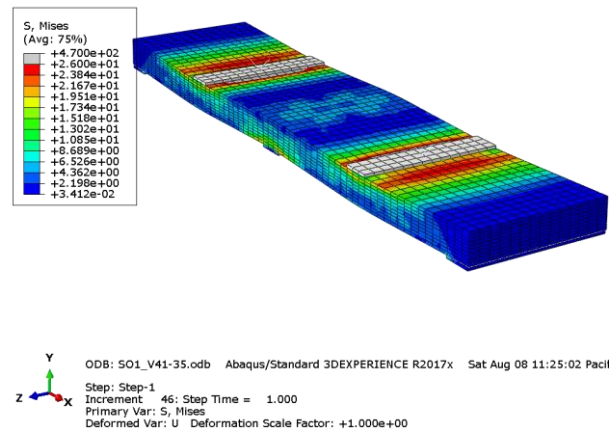 S, Mises
(Avg: 75%)
+4.700e+02
+2.600e+01
+2.384e+01
+2.167e+01
+1.951e+01
+1.734e+01
+1.518e+01
+1.302e+01
+1.085e+01
+8.689e+00
+6.526e+00
+4.362e+00
+2.198e+00
+3.412e-02
Y
Z
X
ODB: SO1_V41-35.odb Abaqus/Standard 3DEXPERIENCE R2017x Sat Aug 08 11:25:02 Pacif
Step: Step-1
Increment 46: Step Time = 1.000
Primary Var: S, Mises
Deformed Var: U Deformation Scale Factor: +1.000e+00